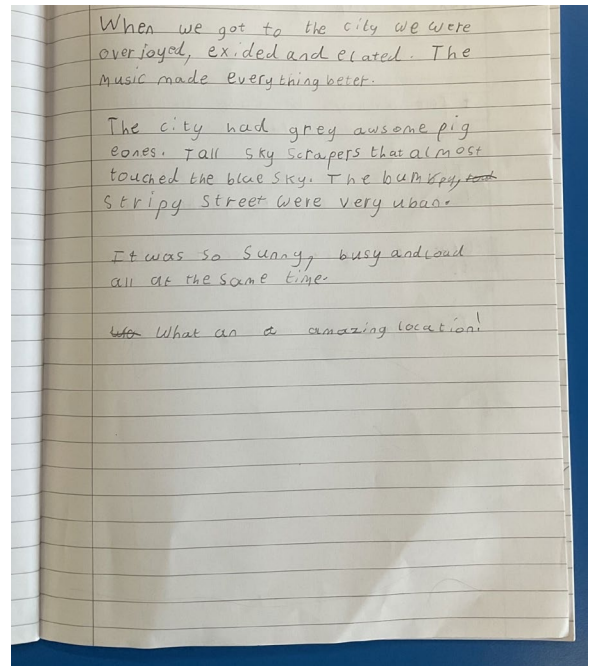 When we got to the city we were
overjoyed, exided and elated. The
Music made everything beter.
The city had grey awsome pig
eones. Tall sky scrapers that almost
touched the blue sky. The bum
stripy street were very uban.
It was so sunny, busy and loud
all at the same time.
What an a amazing location!